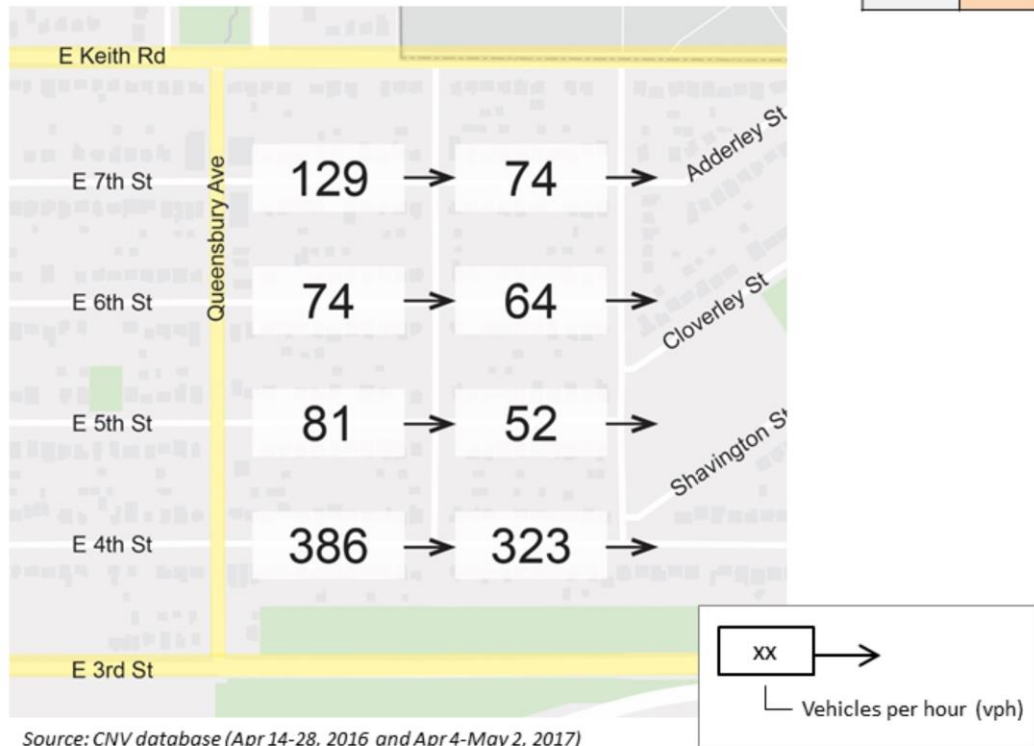 E Keith Rd
Queensbury Ave
Adderley St
E 7th St 129 74
E 6th St 74 64
Cloverley St
E 5th St 81 52
Shavington St
E 4th St 386 323
E 3rd St
xx
Vehicles per hour (vph)
Source: CNV database (Apr 14-28, 2016 and Apr 4-May 2, 2017)